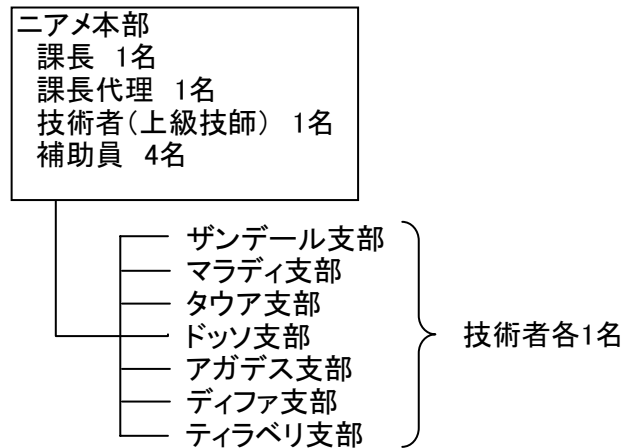 ニアメ本部
課長 1名
課長代理 1名
技術者(上級技師) 1名
補助員 4名
ザンデール支部
マラディ支部
タウア支部
ドッソ支部
アガデス支部
ディファ支部
ティラベリ支部
技術者各1名